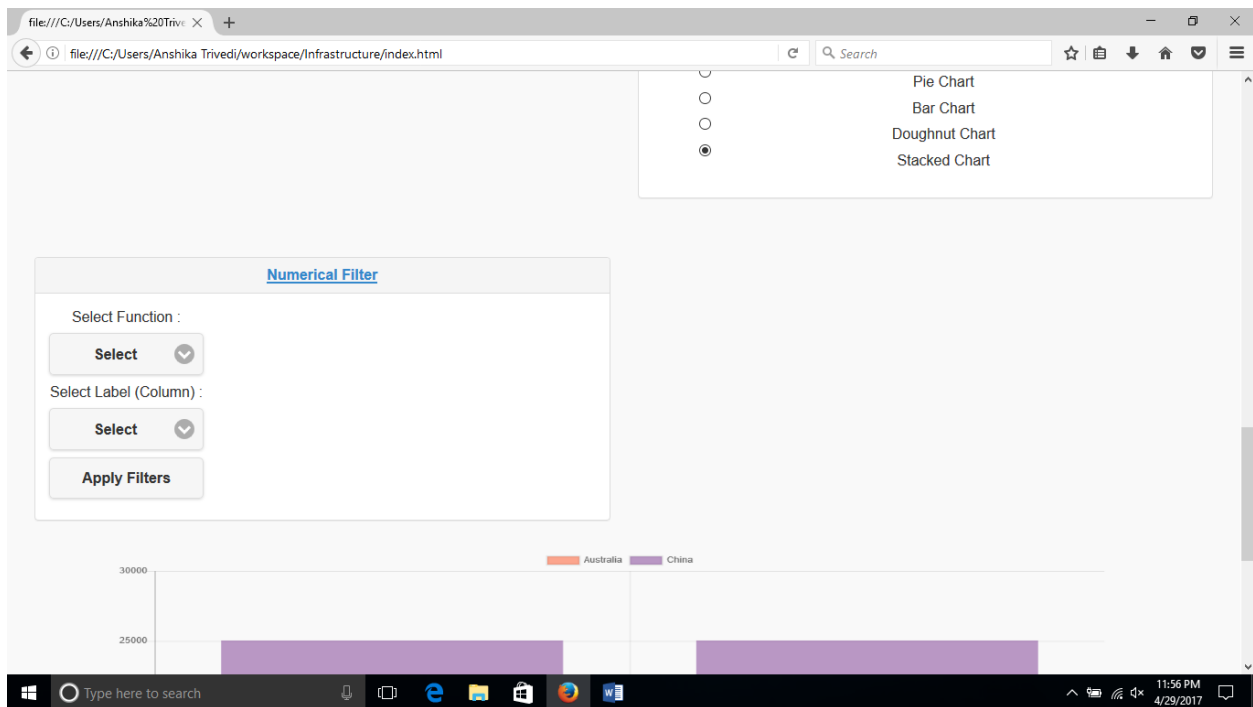 file:///C:/Users/Anshika%20Trive
file:///C:/Users/Anshika Trivedi/workspace/Infrastructure/index.html
Search
Pie Chart
Bar Chart
Doughnut Chart
Stacked Chart
Numerical Filter
Select Function :
Select
Select Label (Column) :
Select
Apply Filters
Australia China
30000
25000
Type here to search
11:56 PM
4/29/2017